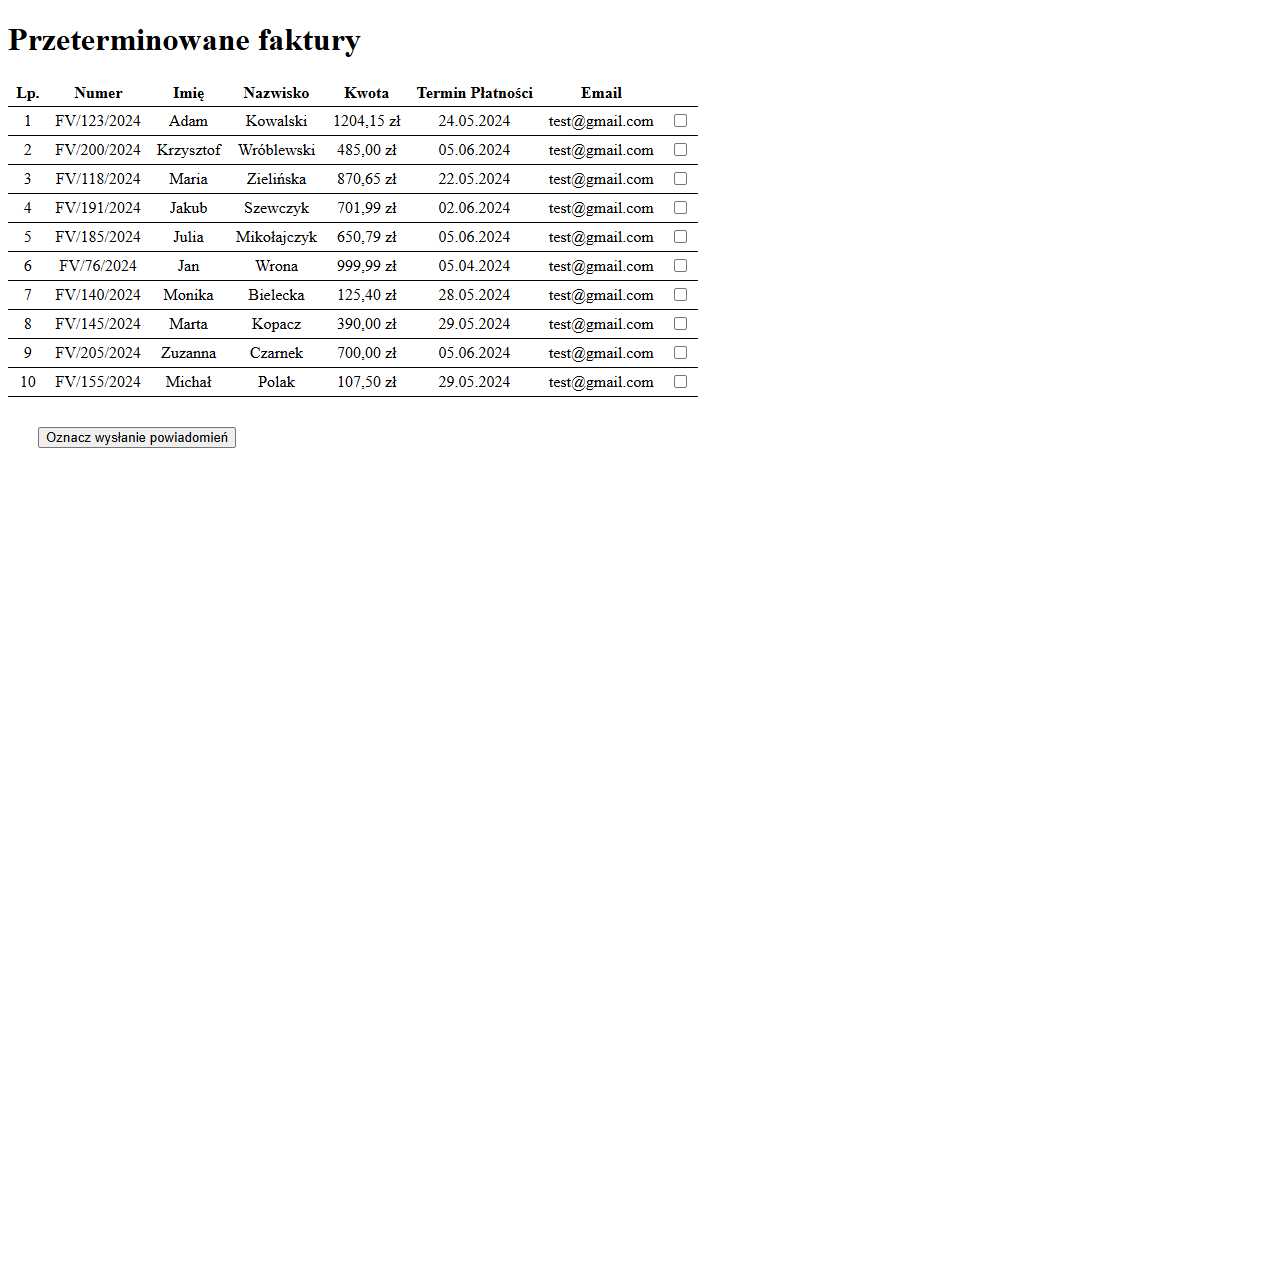 Przeterminowane faktury
Lp. Numer Imię Nazwisko Kwota Termin Płatności Email
1 FV/123/2024 Adam Kowalski 1204,15 zł 24.05.2024 test@gmail.com
2 FV/200/2024 Krzysztof Wróblewski 485,00 zł 05.06.2024 test@gmail.com
3 FV/118/2024 Maria Zielińska 870,65 zł 22.05.2024 test@gmail.com
4 FV/191/2024 Jakub Szewczyk 701,99 zł 02.06.2024 test@gmail.com
5 FV/185/2024 Julia Mikołajczyk 650,79 zł 05.06.2024 test@gmail.com
6 FV/76/2024 Jan Wrona 999,99 zł 05.04.2024 test@gmail.com
7 FV/140/2024 Monika Bielecka 125,40 zł 28.05.2024 test@gmail.com
8 FV/145/2024 Marta Kopacz 390,00 zł 29.05.2024 test@gmail.com
9 FV/205/2024 Zuzanna Czarnek 700,00 zł 05.06.2024 test@gmail.com
10 FV/155/2024 Michał Polak 107,50 zł 29.05.2024 test@gmail.com
Oznacz wysłanie powiadomień